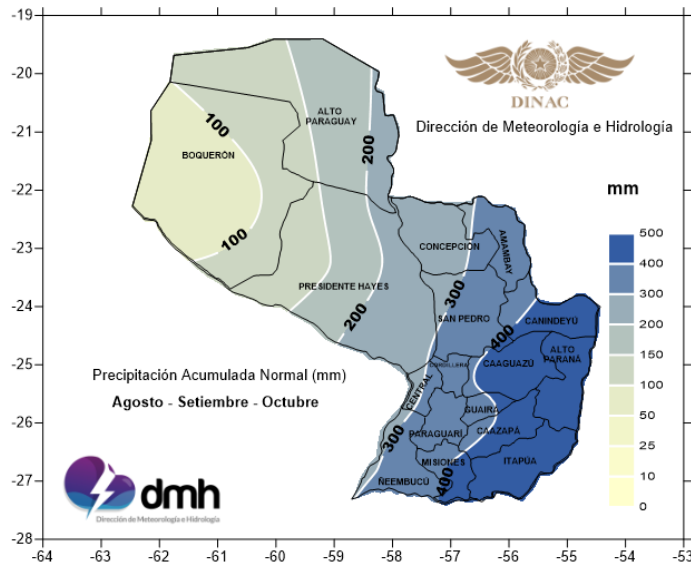 -19
-20
-21
-22
-23
-24
-25
-26
-27
-28
-64
-63
-62
-61
-60
-59
-58
-57
-56
-55
-54
-53
DINAC
Dirección de Meteorología e Hidrología
mm
500
400
300
200
150
100
50
25
10
0
ALTO
PARAGUAY
BOQUERÓN
100
200
100
CONCEPCIÓN
AMAMBAY
PRESIDENTE HAYES
200
300
SAN PEDRO
400
CANINDEYÚ
CORDILLERA
CAAGUAZÚ
ALTO
PARANÁ
CENTRAL
GUAIRA
300
PARAGUARÍ
CAAZAPÁ
MISIONES
ITAPÚA
ÑEEMBUCÚ
400
Precipitación Acumulada Normal (mm)
Agosto - Setiembre - Octubre
dmh
Dirección de Meteorología e Hidrología